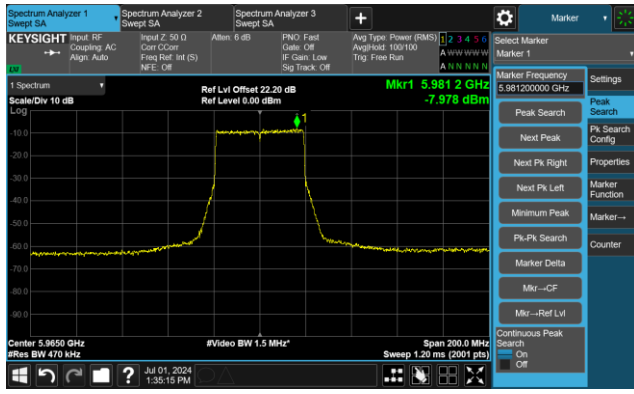 Spectrum Analyzer 1
Swept SA
Spectrum Analyzer 2
Swept SA
Spectrum Analyzer 3
Swept SA
Marker
KEYSIGHT
Input: RF
Coupling: AC
Align: Auto
Input Z: 50 Ω
Corr CCorr
Freq Ref: Int (S)
NFE: Off
Atten: 6 dB
PNO: Fast
Gate: Off
IF Gain: Low
Sig Track: Off
Avg Type: Power (RMS)
Avg|Hold: 100/100
Trig: Free Run
1 2 3 4 5 6
A W W W W W
A N N N N N
Select Marker
Marker 1
1 Spectrum
Scale/Div 10 dB
Log
Ref Lvl Offset 22.20 dB
Ref Level 0.00 dBm
Mkr1 5.981 2 GHz
-7.978 dBm
1
-10.0
-20.0
-30.0
-40.0
-50.0
-60.0
-70.0
-80.0
-90.0
Center 5.9650 GHz
#Res BW 470 kHz
#Video BW 1.5 MHz*
Span 200.0 MHz
Sweep 1.20 ms (2001 pts)
Marker Frequency
5.981200000 GHz
Peak Search
Next Peak
Next Pk Right
Next Pk Left
Minimum Peak
Pk-Pk Search
Marker Delta
Mkr→CF
Mkr→Ref Lvl
Continuous Peak
Search
On
Off
Settings
Peak
Search
Pk Search
Config
Properties
Marker
Function
Marker→
Counter
?
Jul 01, 2024
1:35:15 PM